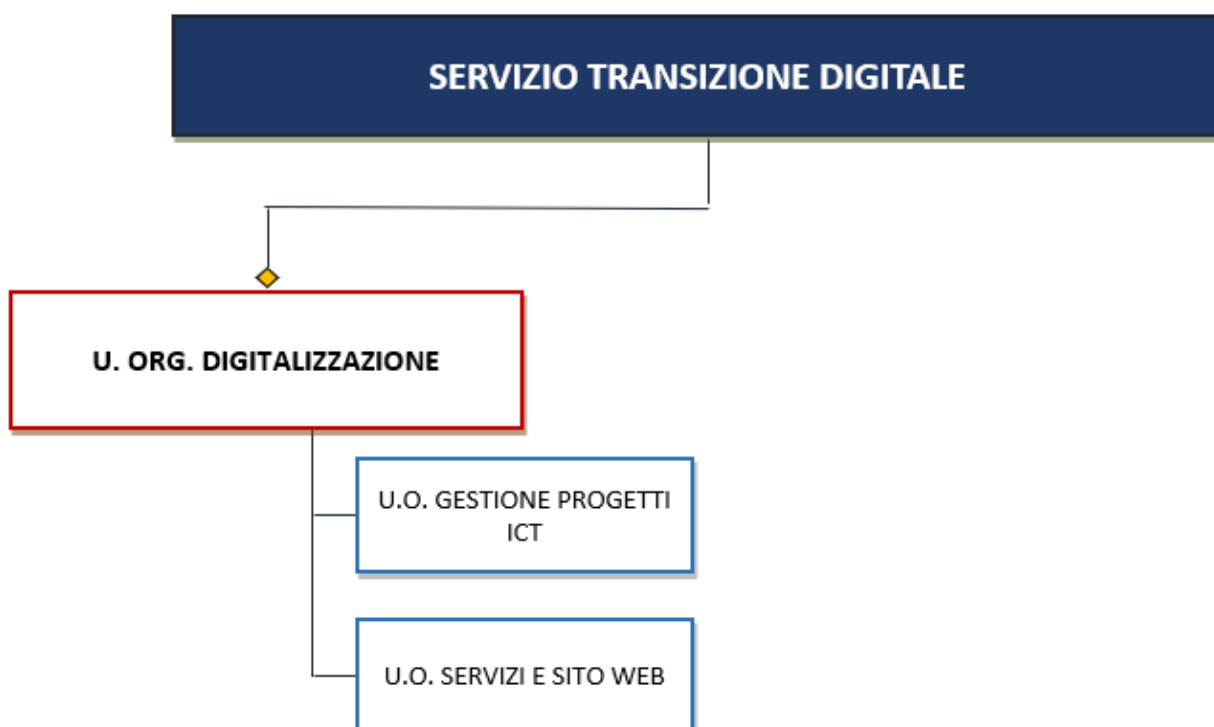 SERVIZIO TRANSIZIONE DIGITALE
U. ORG. DIGITALIZZAZIONE
U.O. GESTIONE PROGETTI
ICT
U.O. SERVIZI E SITO WEB